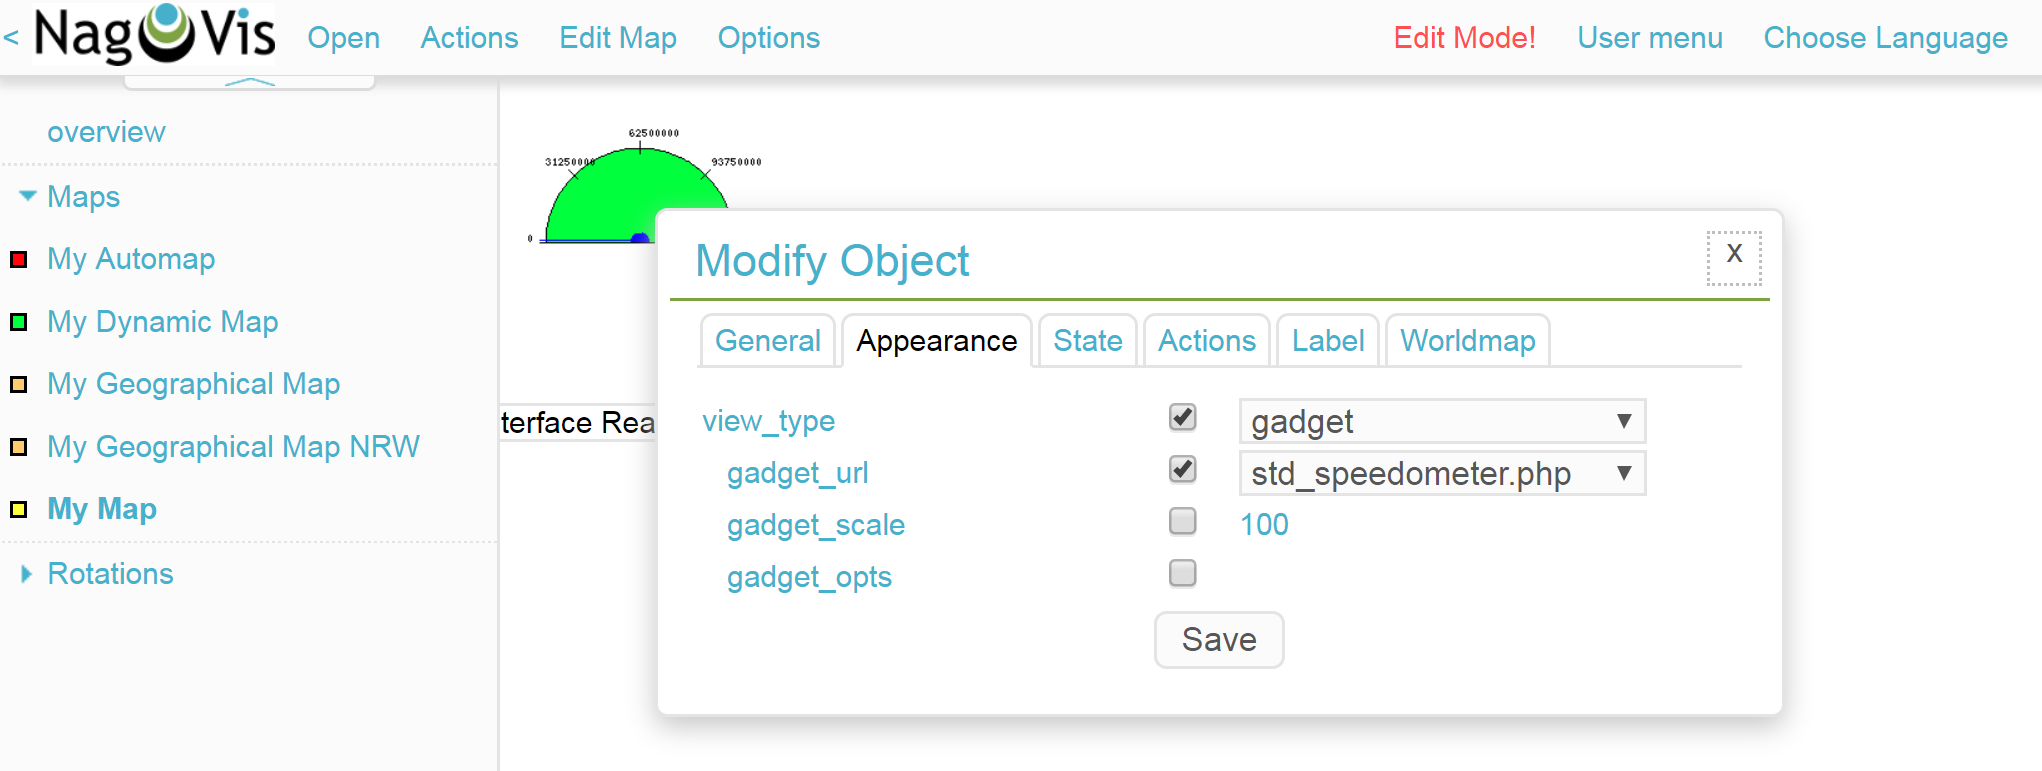 < NagVis Open Actions Edit Map Options Edit Mode! User menu Choose Language
overview
Maps
My Automap
My Dynamic Map
My Geographical Map
My Geographical Map NRW
My Map
Rotations
62500000
31250000 93750000
0
terface Rea
Modify Object x
General Appearance State Actions Label Worldmap
view_type gadget
gadget_url std_speedometer.php
gadget_scale 100
gadget_opts
Save